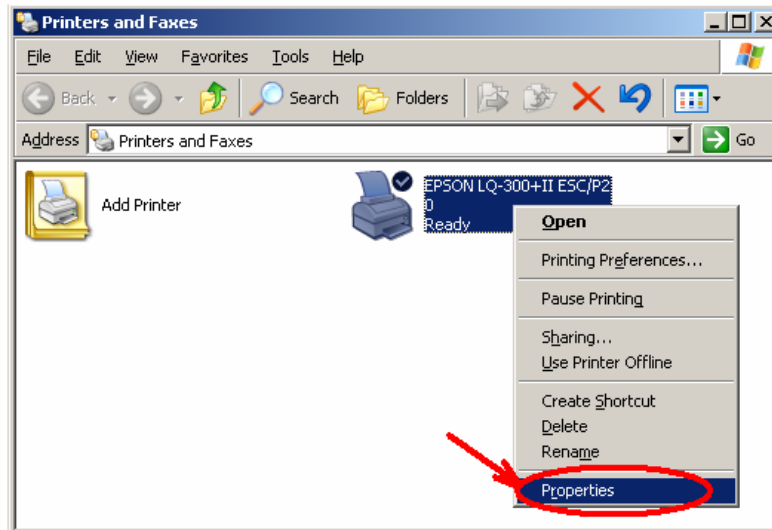 Printers and Faxes
File Edit View Favorites Tools Help
Back Search Folders
Address Printers and Faxes Go
Add Printer
EPSON LQ-300+II ESC/P2
0
Ready
Open
Printing Preferences...
Pause Printing
Sharing...
Use Printer Offline
Create Shortcut
Delete
Rename
Properties